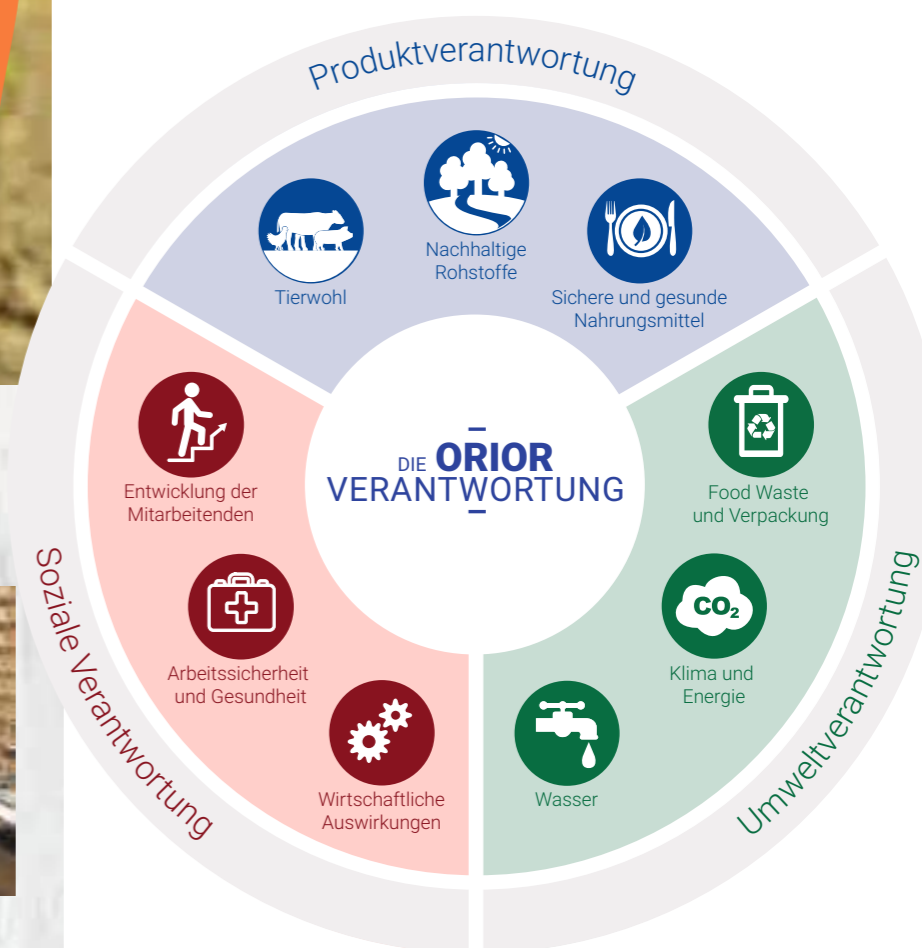 Produktverantwortung
Tierwohl
Nachhaltige
Rohstoffe
Sichere und gesunde
Nahrungsmittel
DIE ORIOR
VERANTWORTUNG
Entwicklung der
Mitarbeitenden
Arbeitssicherheit
und Gesundheit
Wirtschaftliche
Auswirkungen
Soziale Verantwortung
Food Waste
und Verpackung
CO₂
Klima und
Energie
Wasser
Umweltverantwortung